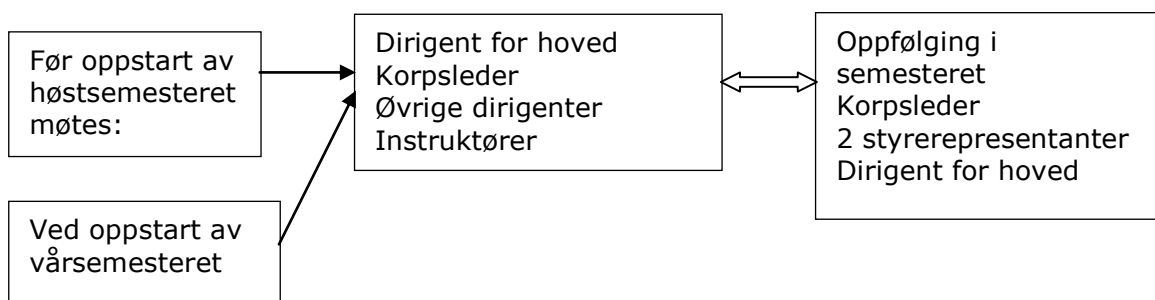 Før oppstart av
høstsemesteret
møtes:
Dirigent for hoved
Korpsleder
Øvrige dirigenter
Instruktører
Oppfølging i
semesteret
Korpsleder
2 styrerepresentanter
Dirigent for hoved
Ved oppstart av
vårsemesteret